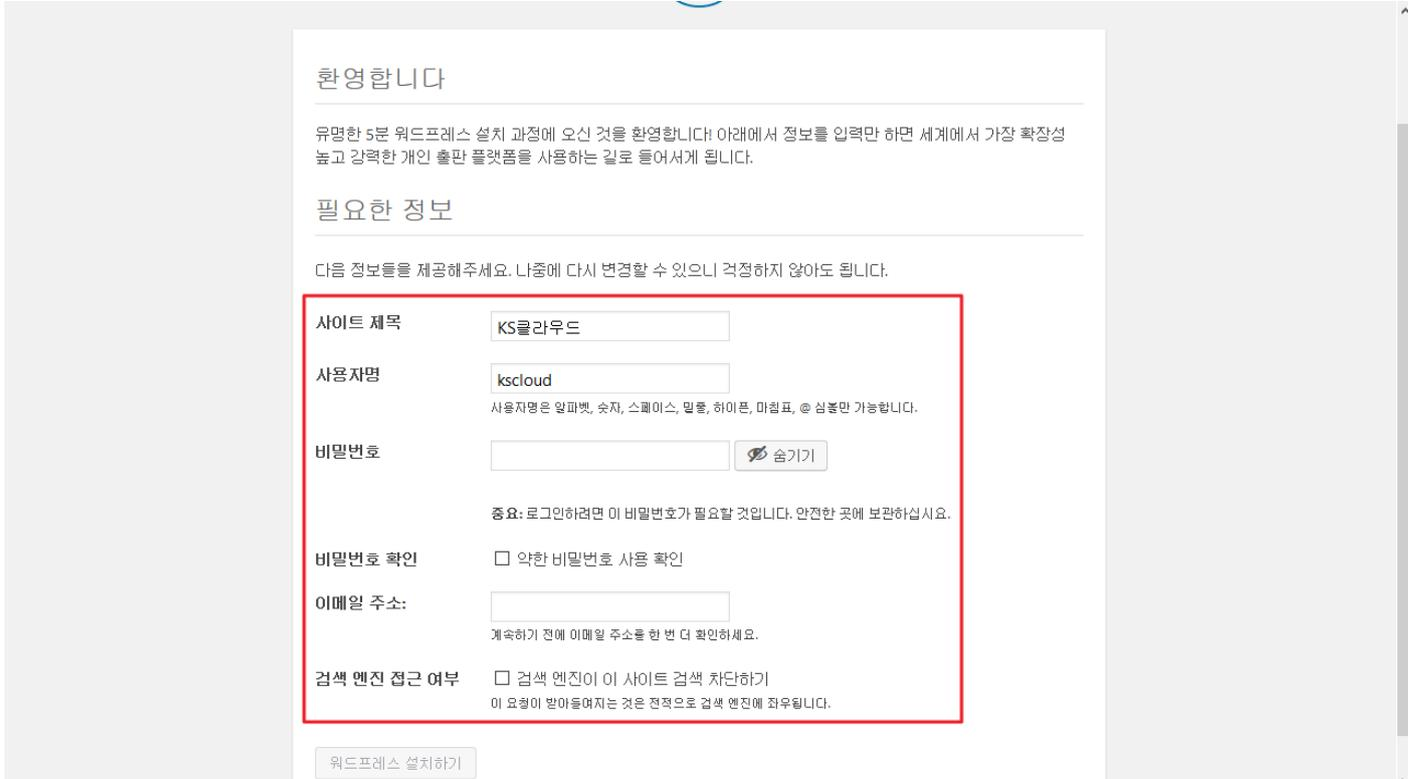 환영합니다
유명한 5분 워드프레스 설치 과정에 오신 것을 환영합니다! 아래에서 정보를 입력만 하면 세계에서 가장 확장성
높고 강력한 개인 출판 플랫폼을 사용하는 길로 들어서게 됩니다.
필요한 정보
다음 정보들을 제공해주세요. 나중에 다시 변경할 수 있으니 걱정하지 않아도 됩니다.
사이트 제목 KS클라우드
사용자명 kscloud
사용자명은 알파벳, 숫자, 스페이스, 밑줄, 하이픈, 마침표, @ 심볼만 가능합니다.
비밀번호 숨기기
중요: 로그인하려면 이 비밀번호가 필요할 것입니다. 안전한 곳에 보관하십시요.
비밀번호 확인 약한 비밀번호 사용 확인
이메일 주소:
계속하기 전에 이메일 주소를 한 번 더 확인하세요.
검색 엔진 접근 여부 검색 엔진이 이 사이트 검색 차단하기
이 요청이 받아들여지는 것은 전적으로 검색 엔진에 좌우됩니다.
워드프레스 설치하기